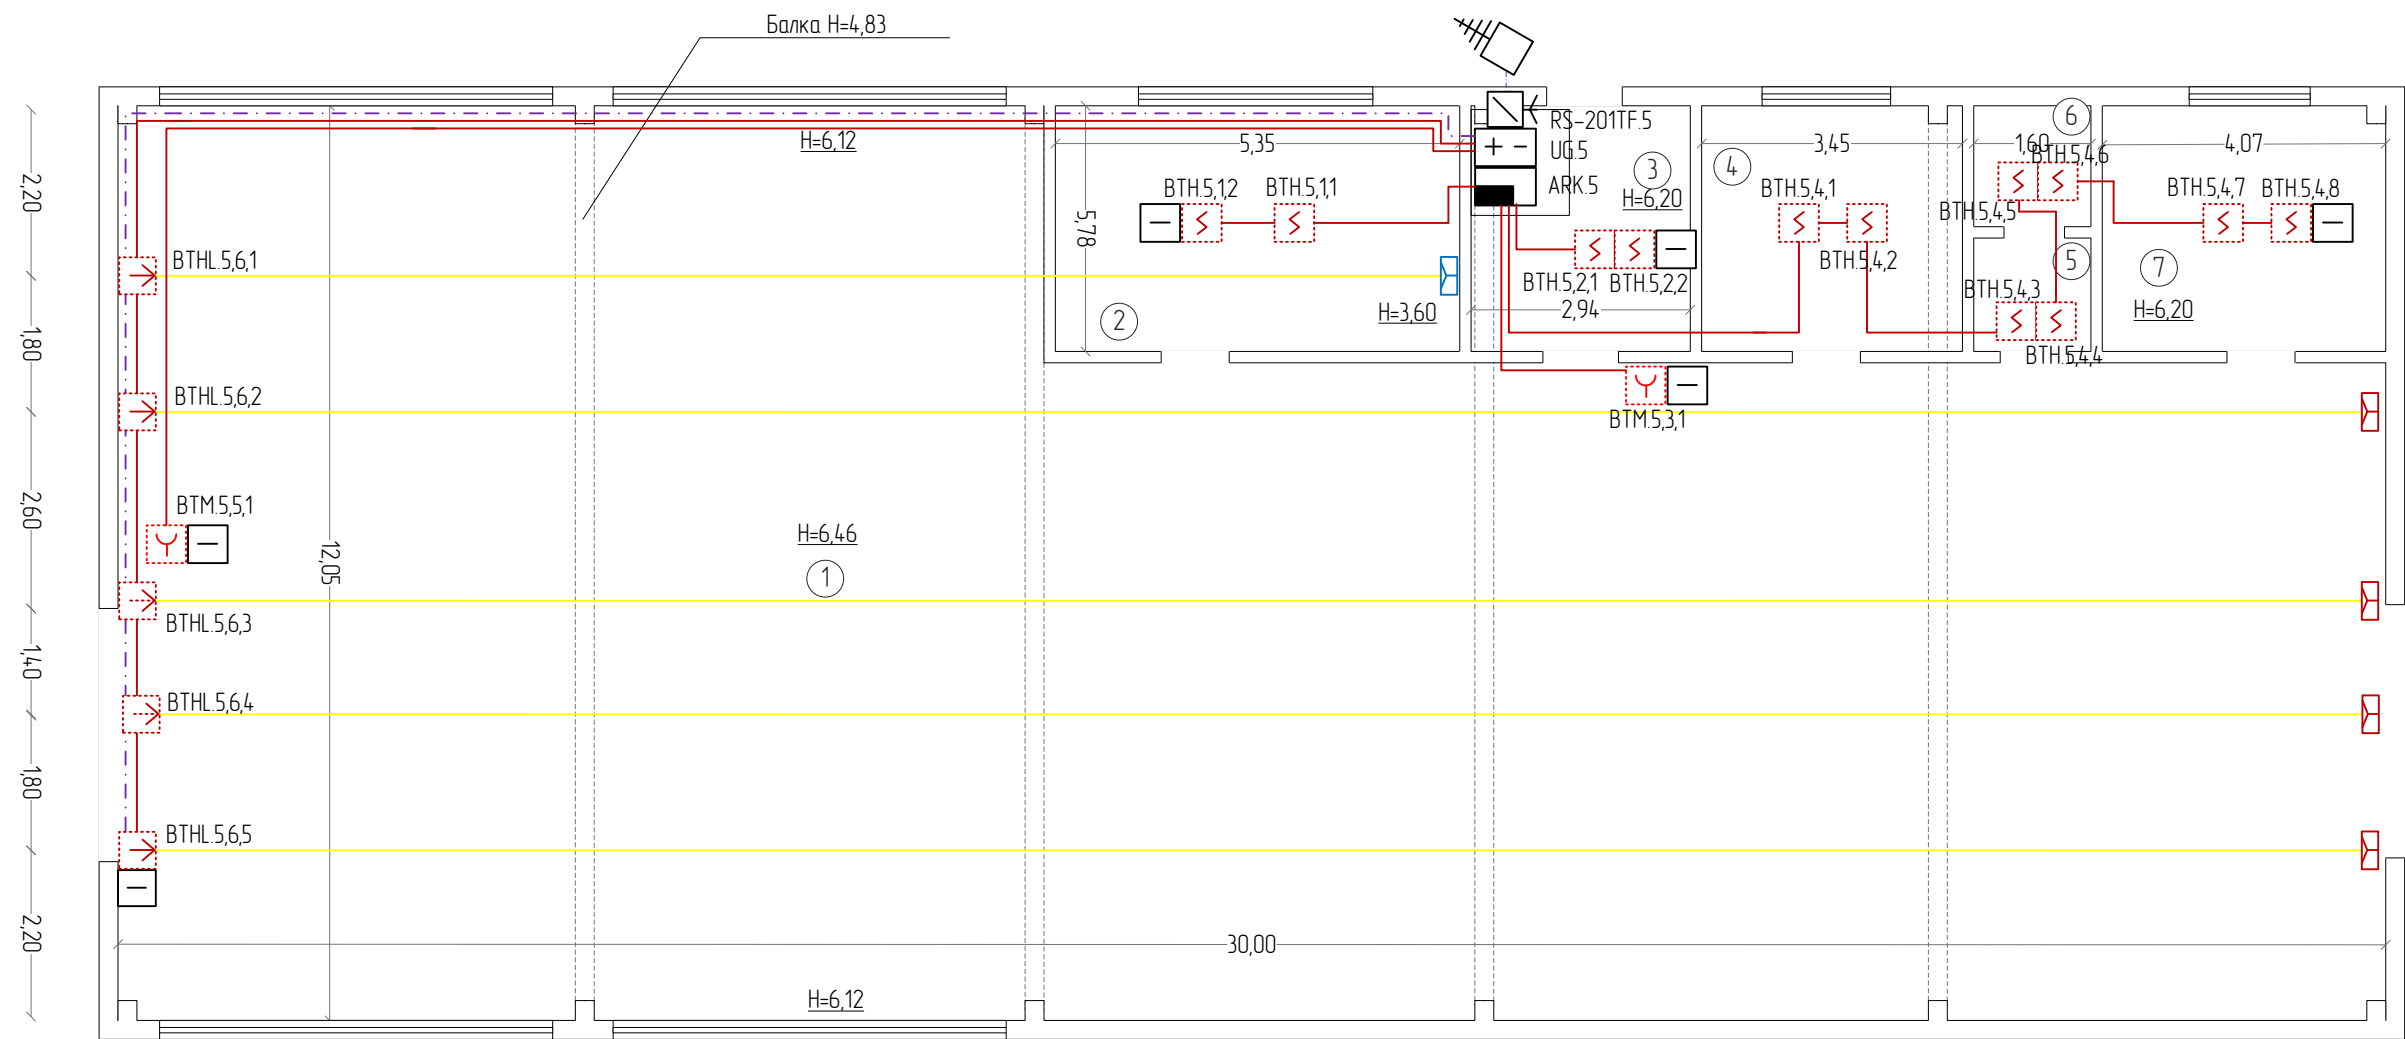 Балка H=4,83
RS-201TF.5
UG.5
ARK.5
H=6,12
5,35
3
H=6,20
4
3,45
6
1,60
4,07
BTH.5,4,6
BTH.5,1,2
BTH.5,1,1
BTH.5,4,1
BTH.5,4,5
BTH.5,4,7
BTH.5,4,8
2,20
5,78
BTHL.5,6,1
BTH.5,4,2
5
7
BTH.5,2,1
BTH.5,2,2
BTH.5,4,3
2
H=3,60
2,94
H=6,20
1,80
BTH.5,4,4
BTHL.5,6,2
BTM.5,3,1
2,60
BTM.5,5,1
H=6,46
12,05
1
BTHL.5,6,3
1,40
BTHL.5,6,4
1,80
BTHL.5,6,5
2,20
30,00
H=6,12